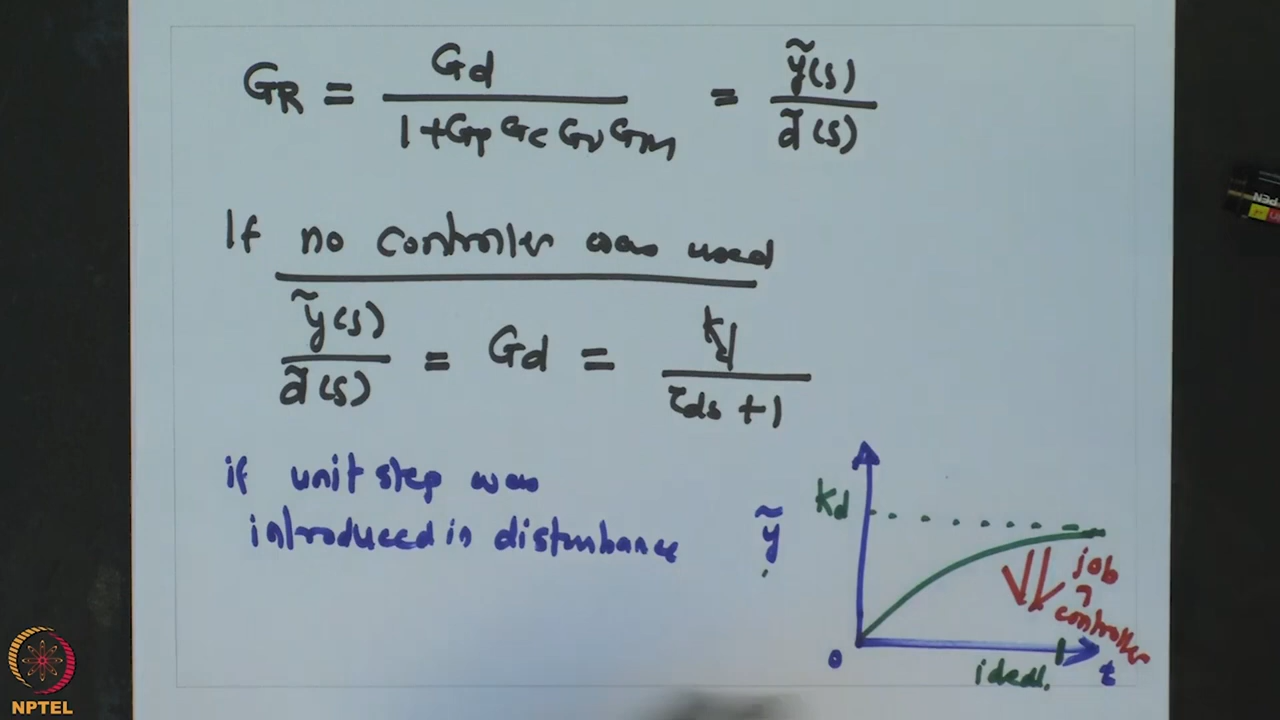 GR = Gd / 1+Gp Gc Gv Gm = ỹ(s) / d̃(s)
If no controller was used
ỹ(s) / d̃(s) = Gd = kd / τds +1
if unit step was
introduced in disturbance
ỹ
kd
job
controller
0
ideal.
t
NPTEL
PEN